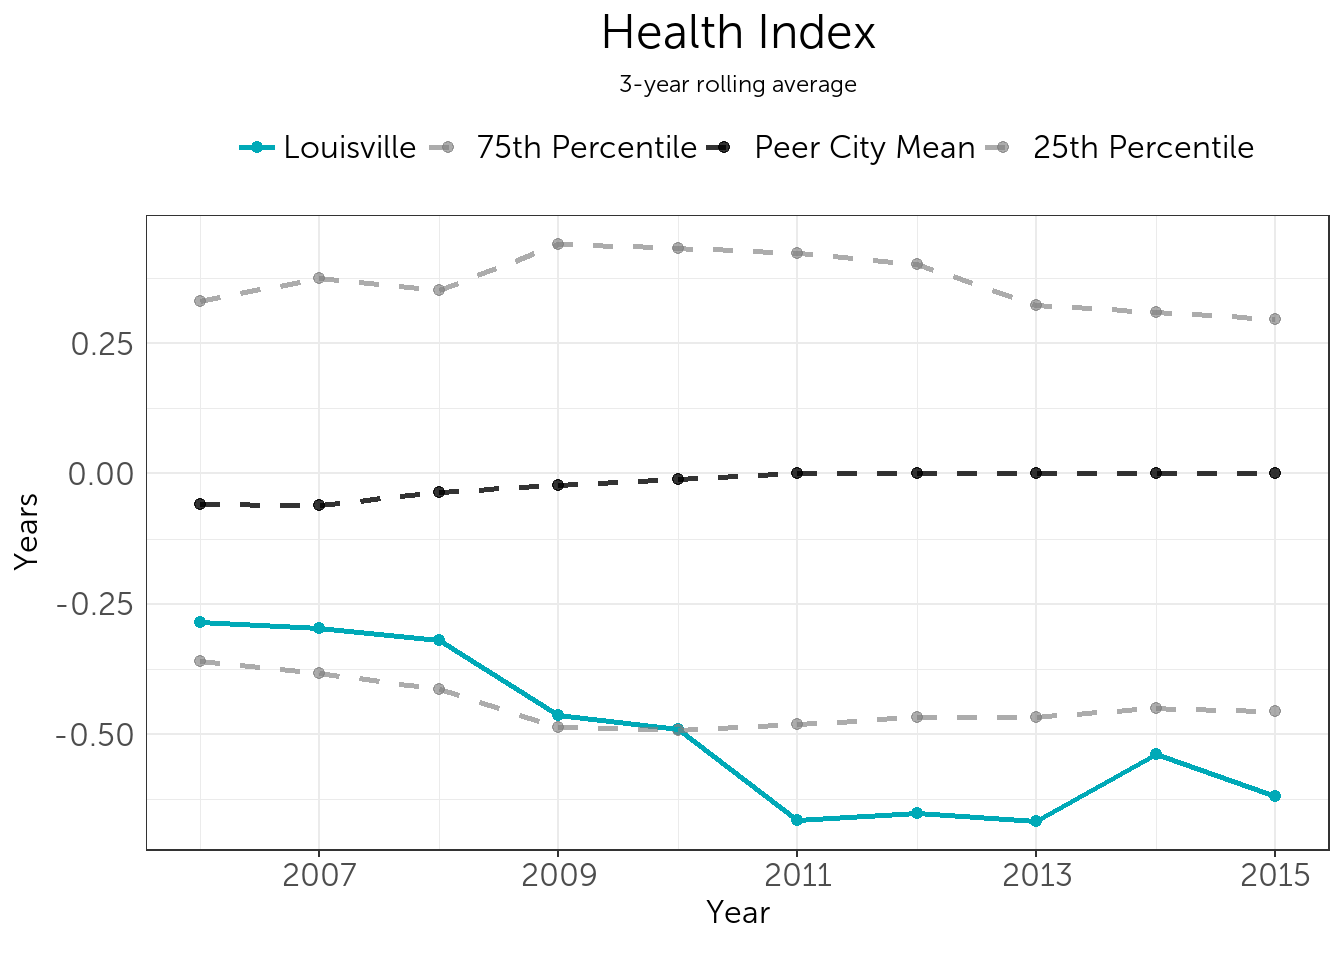 Health Index
3-year rolling average
Louisville 75th Percentile Peer City Mean 25th Percentile
0.25
0.00
-0.25
-0.50
Years
2007 2009 2011 2013 2015
Year